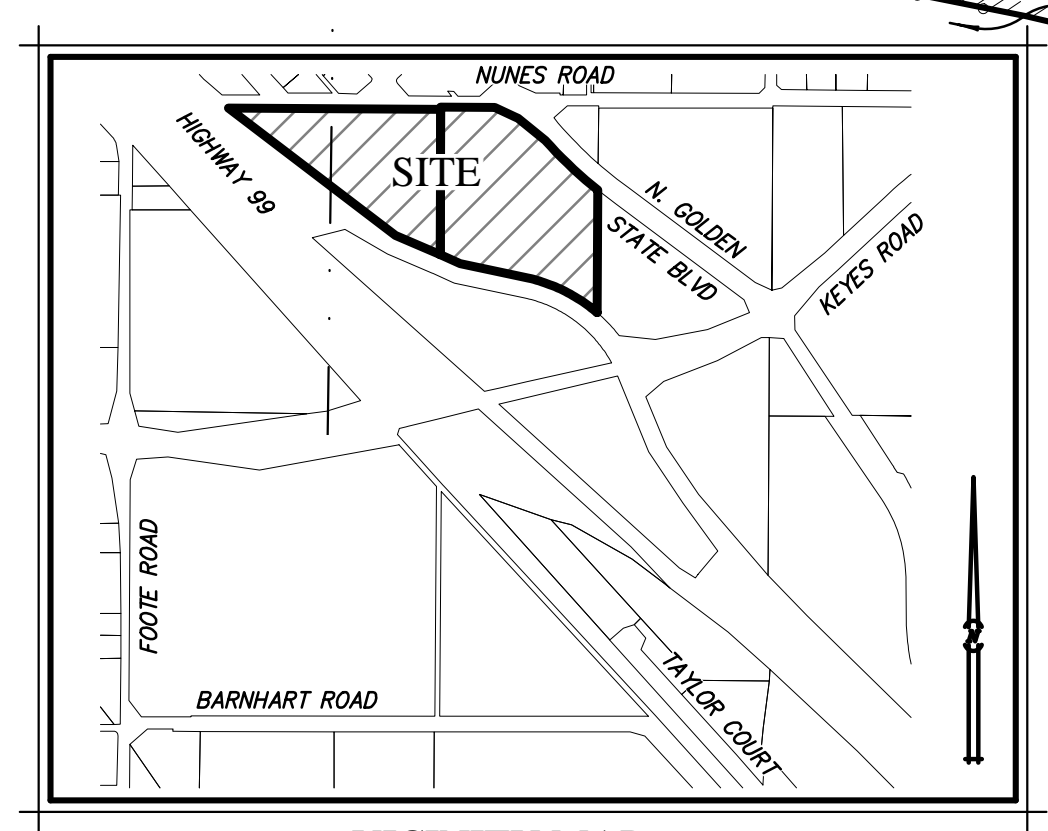 NUNES ROAD
HIGHWAY 99
SITE
N. GOLDEN
STATE BLVD
KEYES ROAD
FOOTE ROAD
N
BARNHART ROAD
TAYLOR COURT